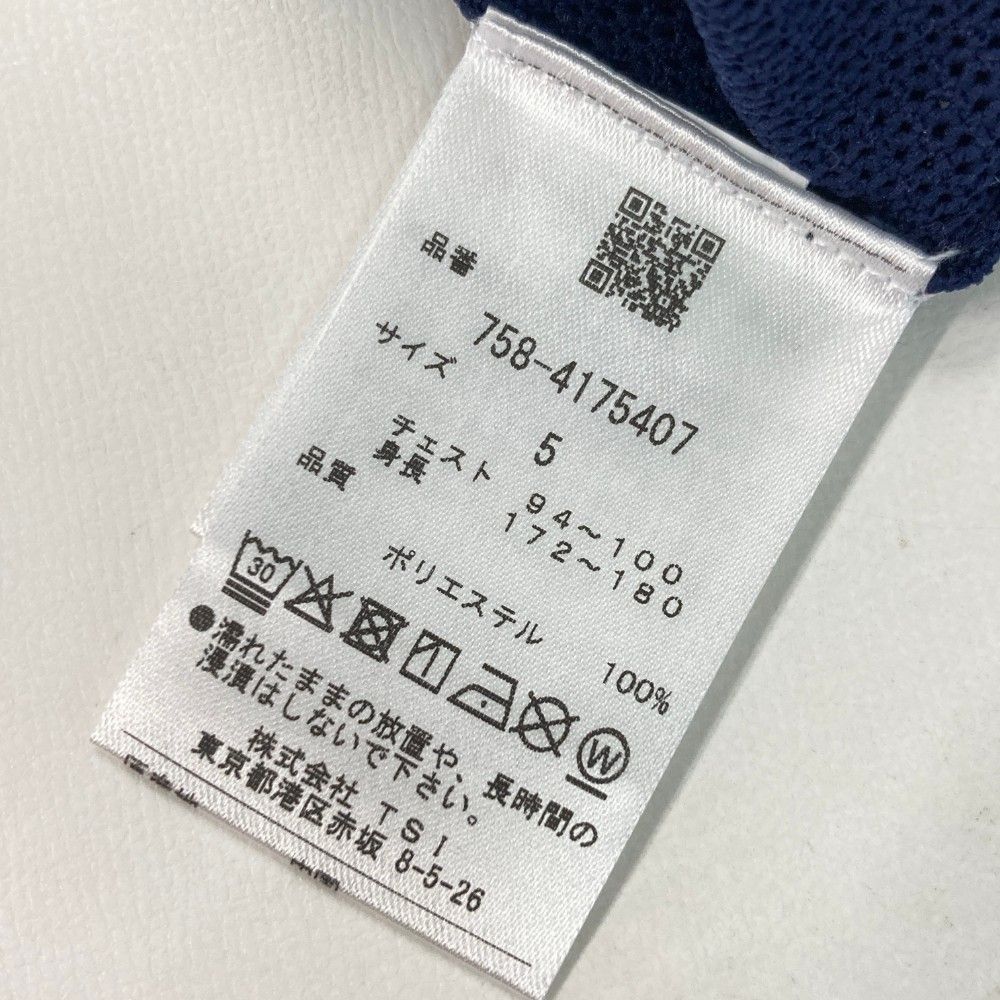 品番
758-4175407
サイズ
5
チェスト 94〜100
身長 172〜180
品質
ポリエステル 100%
30
W
●濡れたままの放置や、長時間の
浸漬はしないで下さい。
株式会社 TSI
東京都港区赤坂 8-5-26